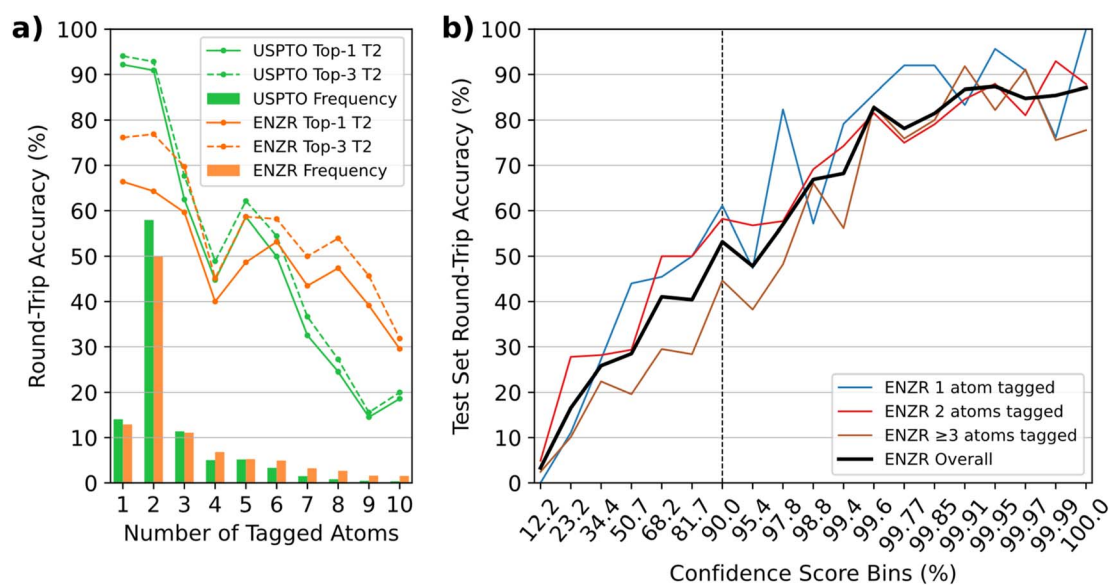 a)
Round-Trip Accuracy (%)
100
90
80
70
60
50
40
30
20
10
0
USPTO Top-1 T2
USPTO Top-3 T2
USPTO Frequency
ENZR Top-1 T2
ENZR Top-3 T2
ENZR Frequency
1 2 3 4 5 6 7 8 9 10
Number of Tagged Atoms
b)
Test Set Round-Trip Accuracy (%)
100
90
80
70
60
50
40
30
20
10
0
ENZR 1 atom tagged
ENZR 2 atoms tagged
ENZR ≥3 atoms tagged
ENZR Overall
12.2 23.2 34.4 50.7 68.2 81.7 90.0 95.4 97.8 98.8 99.4 99.6 99.77 99.85 99.91 99.95 99.97 99.99 100.0
Confidence Score Bins (%)